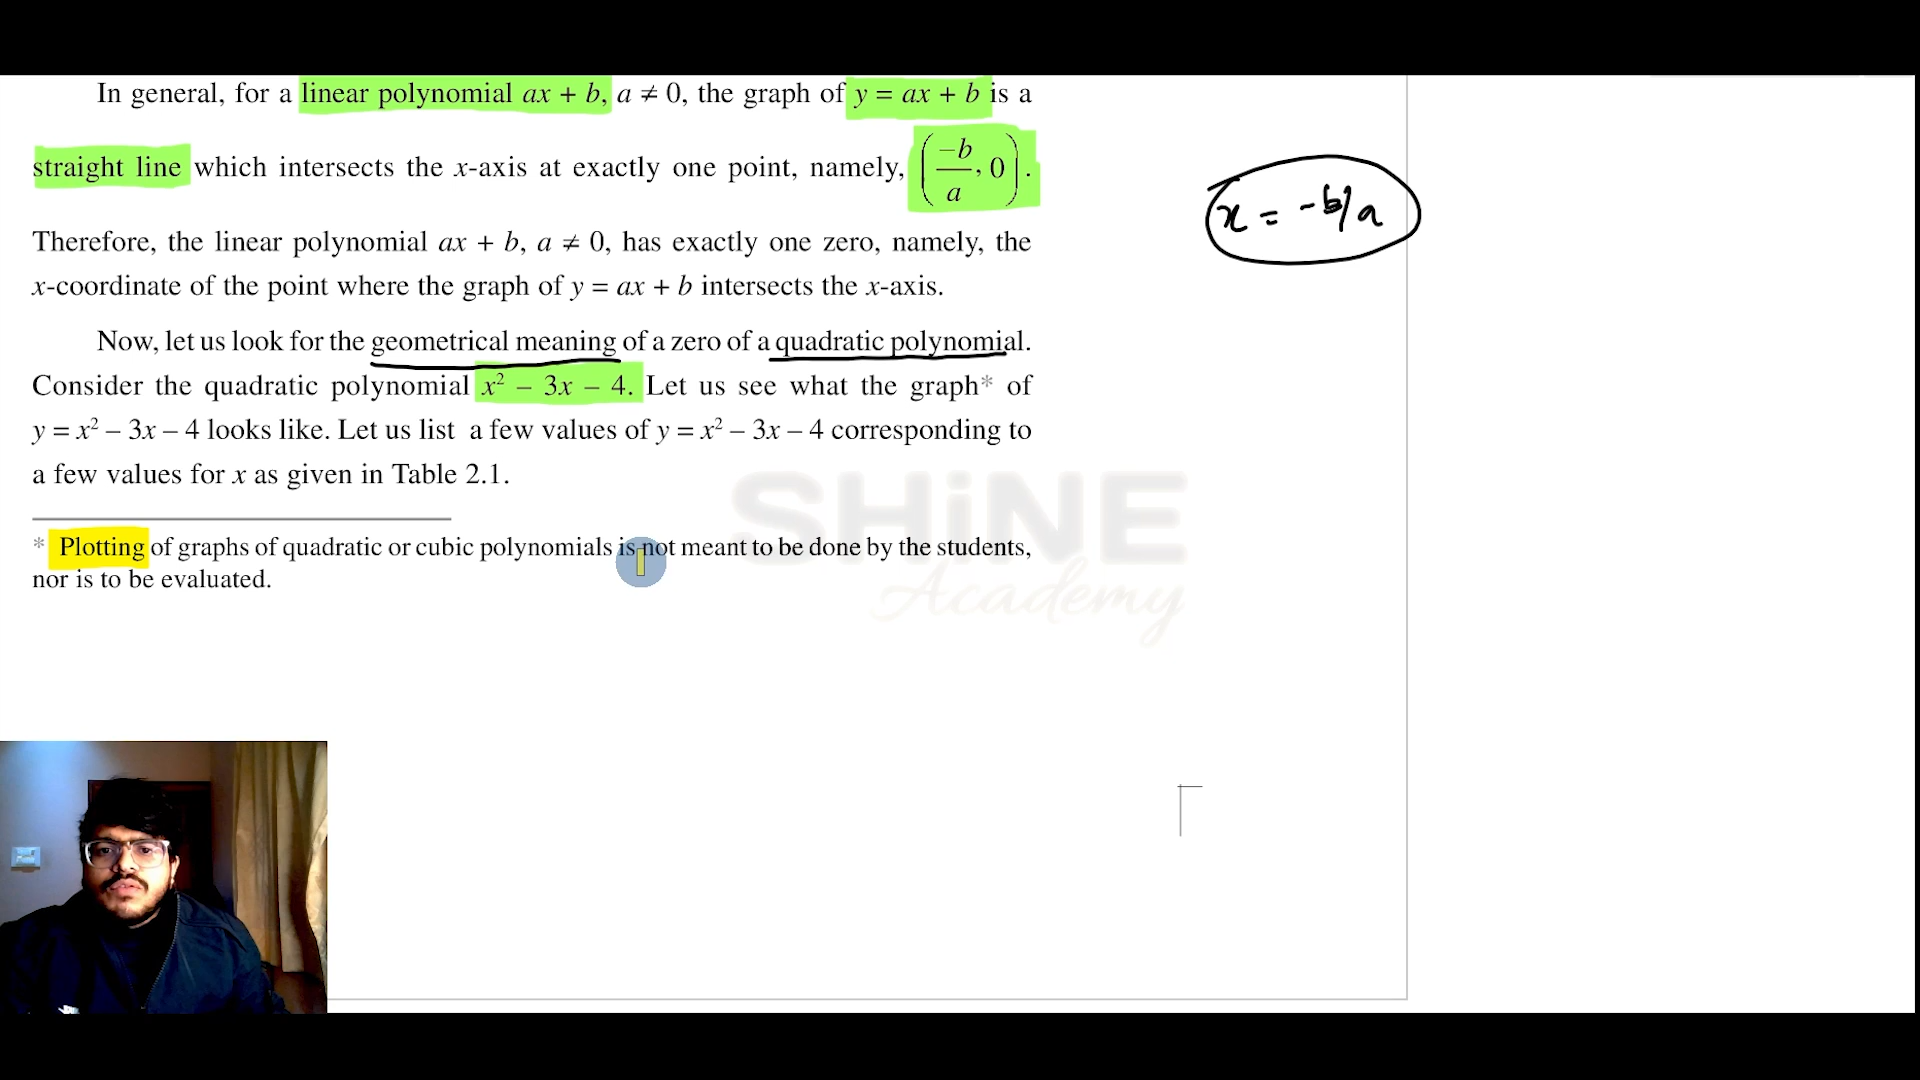 In general, for a linear polynomial ax + b, a ≠ 0, the graph of y = ax + b is a
straight line which intersects the x-axis at exactly one point, namely, (-b/a, 0).
x = -b/a
Therefore, the linear polynomial ax + b, a ≠ 0, has exactly one zero, namely, the
x-coordinate of the point where the graph of y = ax + b intersects the x-axis.
Now, let us look for the geometrical meaning of a zero of a quadratic polynomial.
Consider the quadratic polynomial x² – 3x – 4. Let us see what the graph* of
y = x² – 3x – 4 looks like. Let us list a few values of y = x² – 3x – 4 corresponding to
a few values for x as given in Table 2.1.
SHiNE
Academy
* Plotting of graphs of quadratic or cubic polynomials is not meant to be done by the students,
nor is to be evaluated.